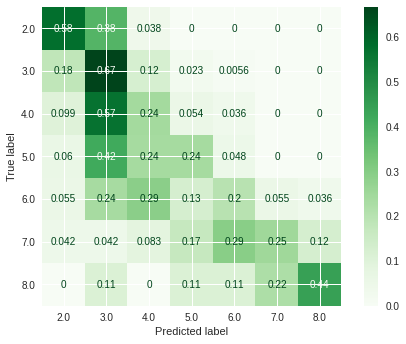 2.0 0.58 0.38 0.038 0 0 0 0
3.0 0.18 0.67 0.12 0.023 0.0056 0 0
4.0 0.099 0.57 0.24 0.054 0.036 0 0
5.0 0.06 0.42 0.24 0.24 0.048 0 0
6.0 0.055 0.24 0.29 0.13 0.2 0.055 0.036
7.0 0.042 0.042 0.083 0.17 0.29 0.25 0.12
8.0 0 0.11 0 0.11 0.11 0.22 0.44
2.0 3.0 4.0 5.0 6.0 7.0 8.0
Predicted label
True label
0.6
0.5
0.4
0.3
0.2
0.1
0.0